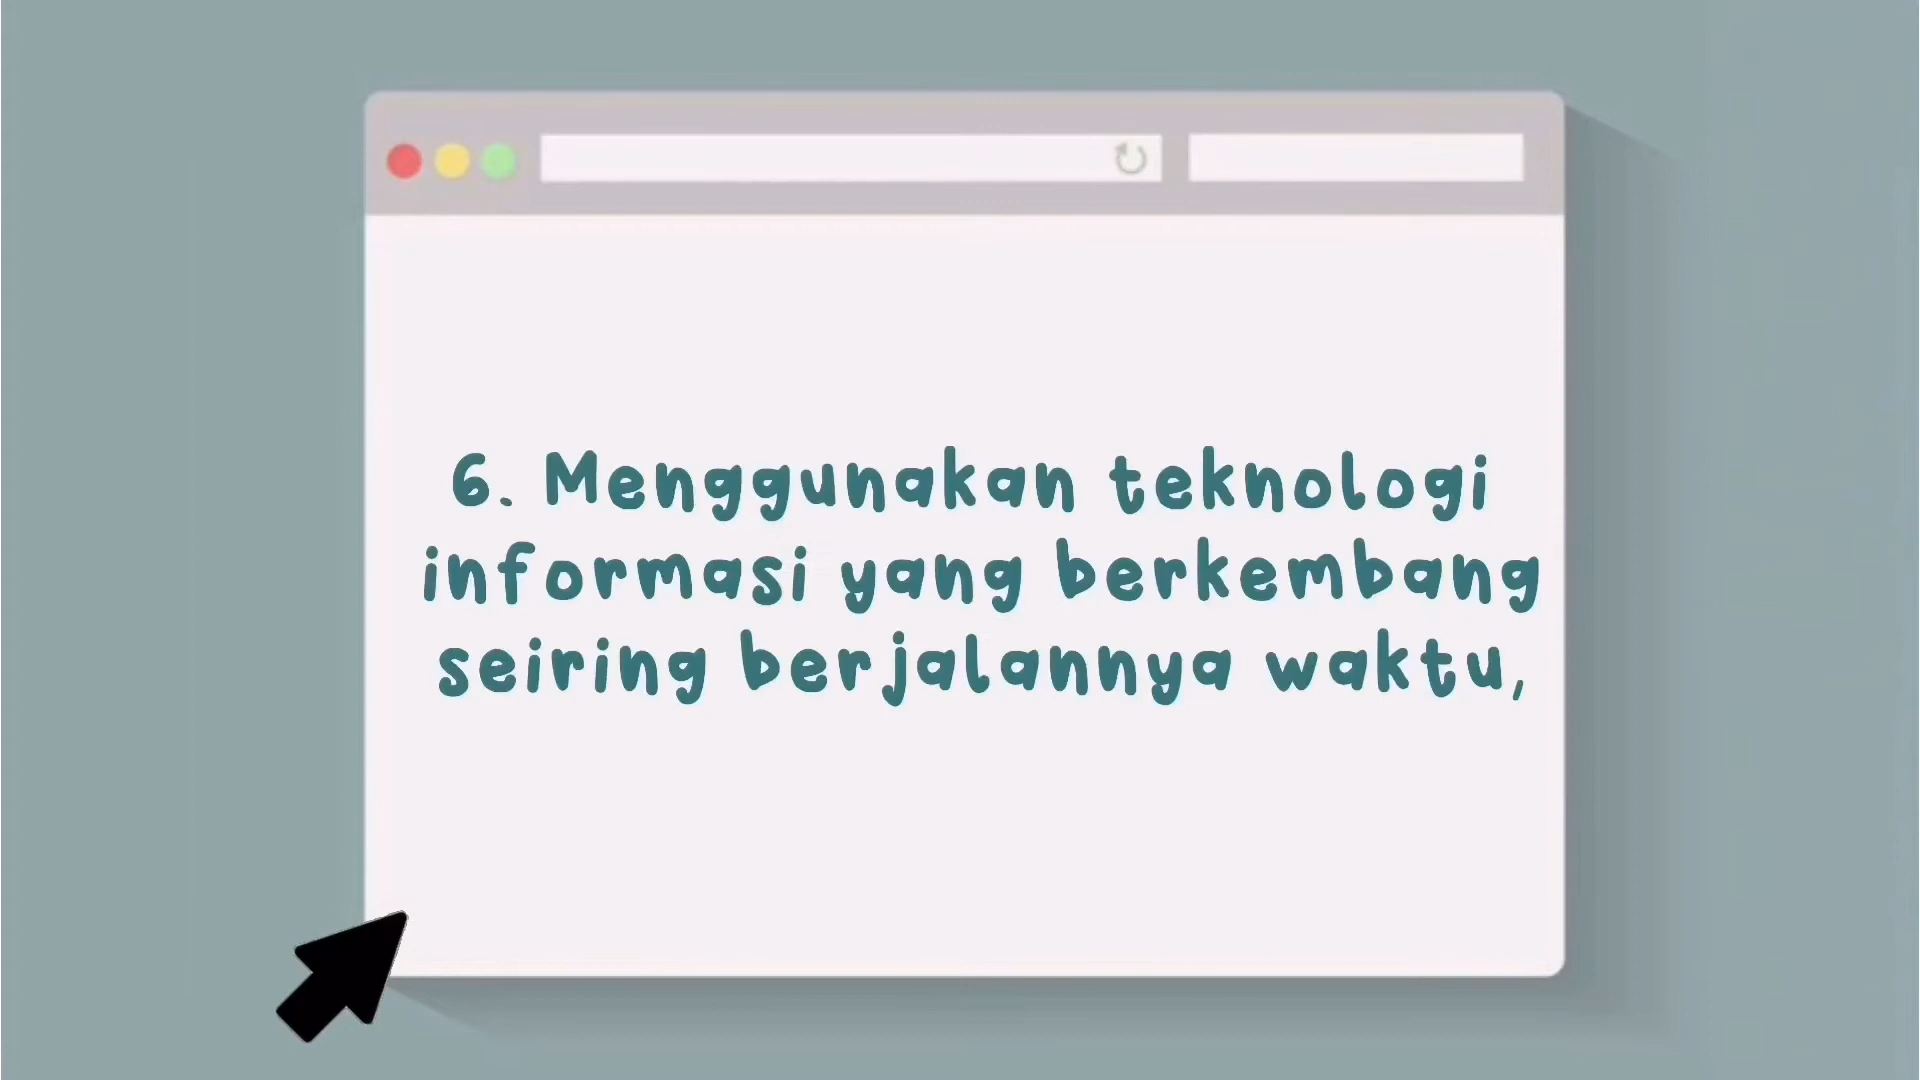 6. Menggunakan teknologi
informasi yang berkembang
seiring berjalannya waktu,